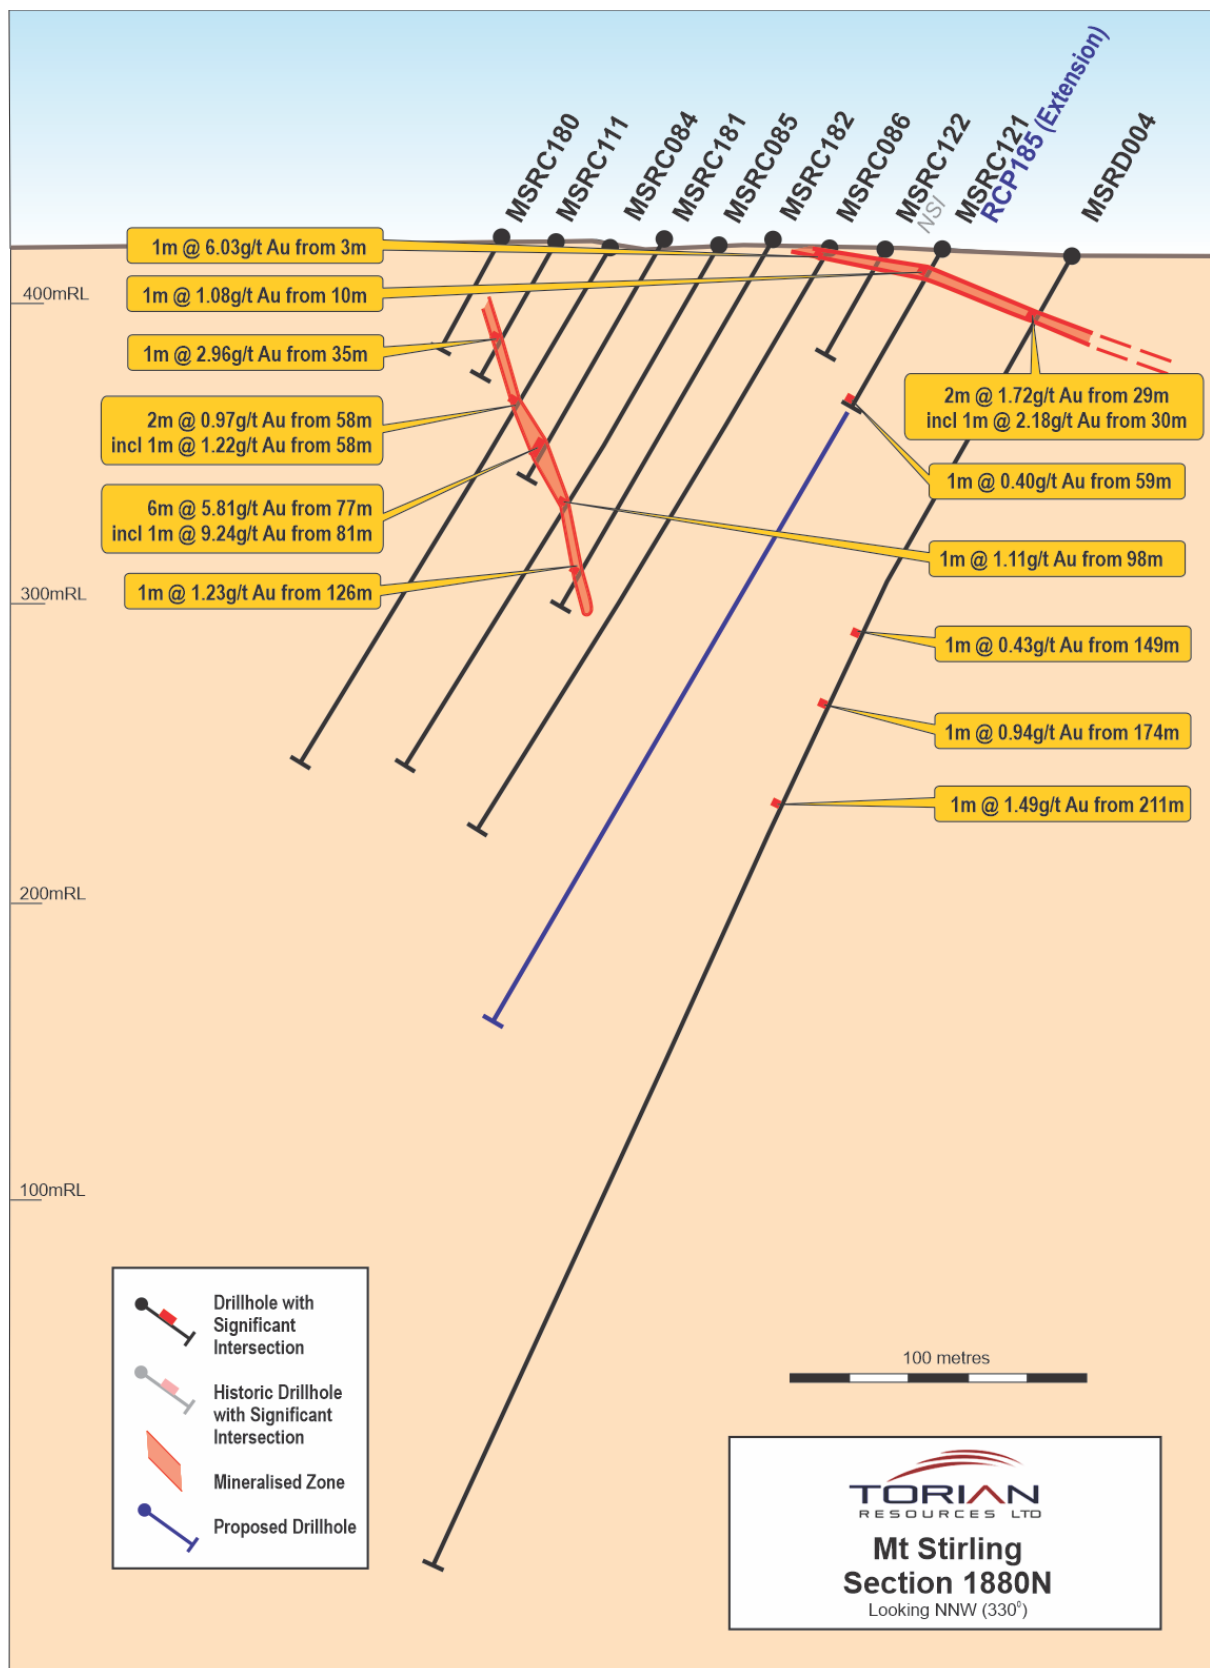 MSRC180
MSRC111
MSRC084
MSRC181
MSRC085
MSRC182
MSRC086
MSRC122
NSI
MSRC121
RCP185 (Extension)
MSRD004
1m @ 6.03g/t Au from 3m
1m @ 1.08g/t Au from 10m
400mRL
1m @ 2.96g/t Au from 35m
2m @ 0.97g/t Au from 58m
incl 1m @ 1.22g/t Au from 58m
6m @ 5.81g/t Au from 77m
incl 1m @ 9.24g/t Au from 81m
1m @ 1.23g/t Au from 126m
2m @ 1.72g/t Au from 29m
incl 1m @ 2.18g/t Au from 30m
1m @ 0.40g/t Au from 59m
1m @ 1.11g/t Au from 98m
300mRL
1m @ 0.43g/t Au from 149m
1m @ 0.94g/t Au from 174m
1m @ 1.49g/t Au from 211m
200mRL
100mRL
Drillhole with
Significant
Intersection
Historic Drillhole
with Significant
Intersection
Mineralised Zone
Proposed Drillhole
100 metres
TORIAN
RESOURCES LTD
Mt Stirling
Section 1880N
Looking NNW (330⁰)